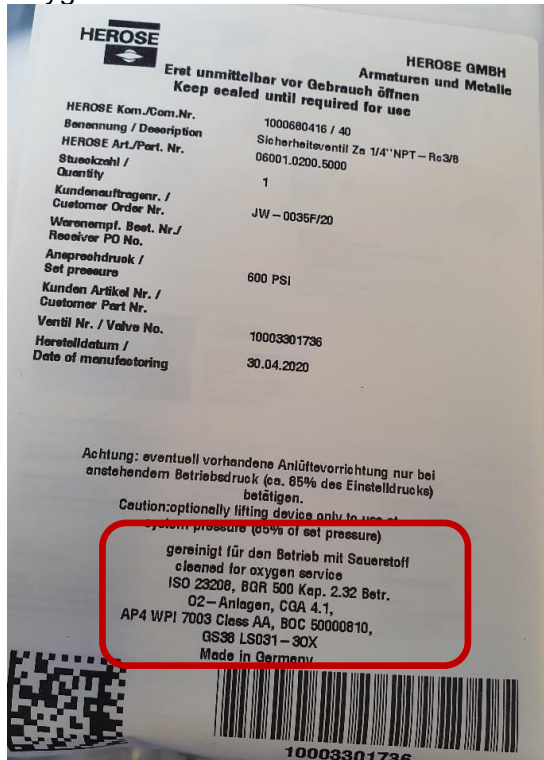 HEROSE
HEROSE GMBH
Armaturen und Metalle
Erst unmittelbar vor Gebrauch öffnen
Keep sealed until required for use
HEROSE Kom./Com.Nr. 1000680416 / 40
Benennung / Description Sicherheitsventil Za 1/4''NPT – Rc3/8
HEROSE Art./Part. Nr. 06001.0200.5000
Stueckzahl /
Quantity 1
Kundenauftragenr. /
Customer Order Nr. JW – 0035F/20
Warenempf. Best. Nr./
Receiver PO No.
Ansprechdruck /
Set pressure 600 PSI
Kunden Artikel Nr. /
Customer Part Nr.
Ventil Nr. / Valve No. 10003301736
Herstelldatum /
Date of manufactoring 30.04.2020
Achtung: eventuell vorhandene Anlüftevorrichtung nur bei
anstehendem Betriebsdruck (ca. 85% des Einstelldrucks)
betätigen.
Caution:optionally lifting device only to use at
system pressure (85% of set pressure)
gereinigt für den Betrieb mit Sauerstoff
cleaned for oxygen service
ISO 23208, BGR 500 Kap. 2.32 Betr.
O2–Anlagen, CGA 4.1,
AP4 WPI 7003 Class AA, BOC 50000810,
GS38 LS031–30X
Made in Germany
10003301736